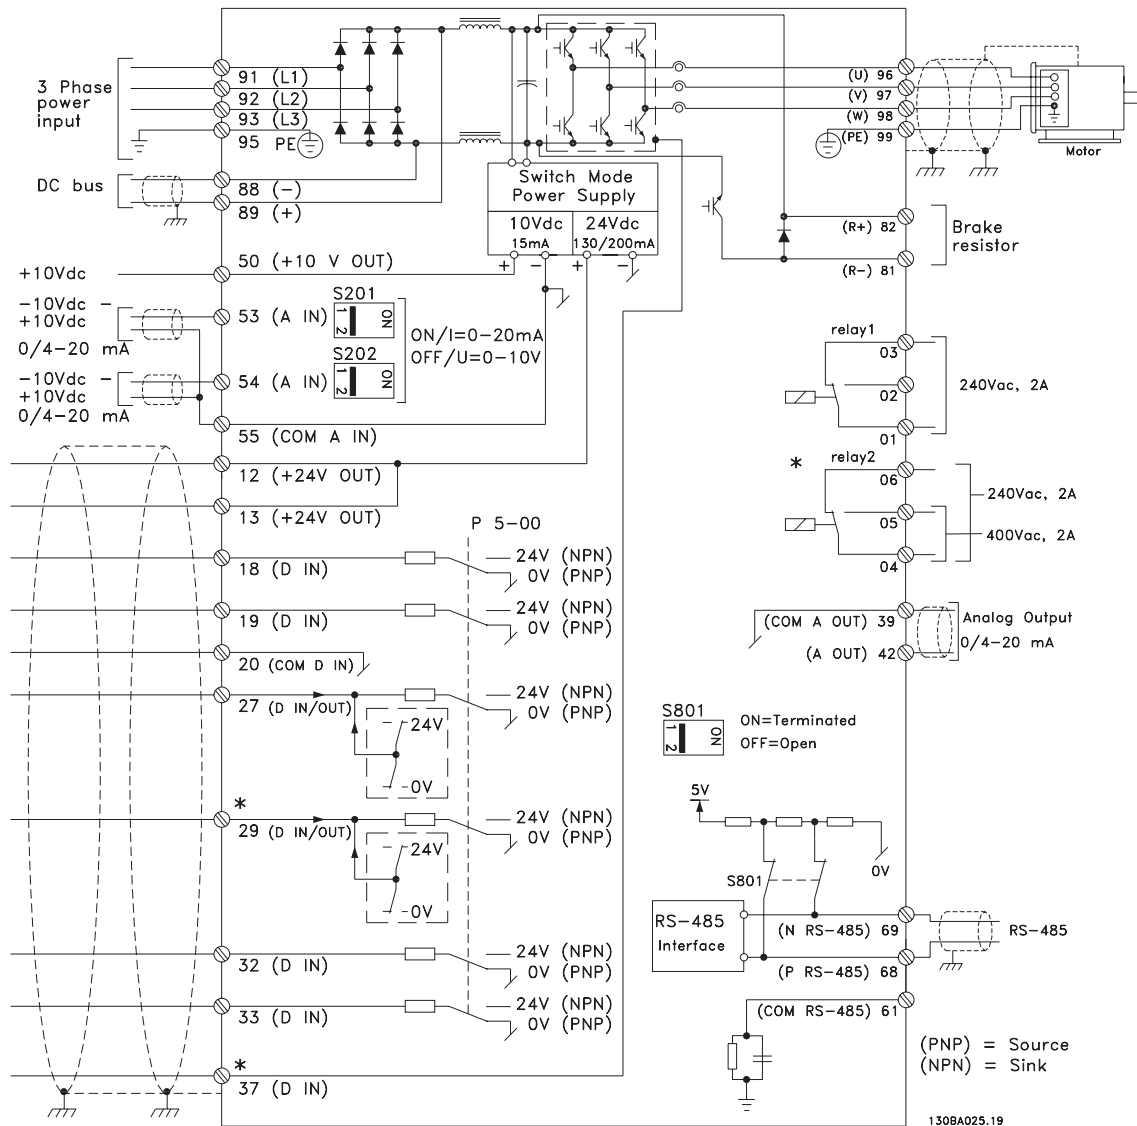 3 Phase
power
input
91 (L1)
92 (L2)
93 (L3)
95 PE
DC bus
88 (-)
89 (+)
Switch Mode
Power Supply
10Vdc
15mA
24Vdc
130/200mA
+ - + -
(U) 96
(V) 97
(W) 98
(PE) 99
Motor
(R+) 82
(R-) 81
Brake
resistor
+10Vdc
50 (+10 V OUT)
-10Vdc -
+10Vdc
0/4-20 mA
53 (A IN)
S201
1 2
ON
ON/I=0-20mA
OFF/U=0-10V
-10Vdc -
+10Vdc
0/4-20 mA
54 (A IN)
S202
1 2
ON
55 (COM A IN)
12 (+24V OUT)
13 (+24V OUT)
P 5-00
18 (D IN)
24V (NPN)
0V (PNP)
19 (D IN)
24V (NPN)
0V (PNP)
20 (COM D IN)
27 (D IN/OUT)
24V (NPN)
0V (PNP)
24V
0V
*
29 (D IN/OUT)
24V (NPN)
0V (PNP)
24V
0V
32 (D IN)
24V (NPN)
0V (PNP)
33 (D IN)
24V (NPN)
0V (PNP)
*
37 (D IN)
relay1
03
02
01
240Vac, 2A
*
relay2
06
05
04
240Vac, 2A
400Vac, 2A
(COM A OUT) 39
(A OUT) 42
Analog Output
0/4-20 mA
S801
1 2
ON
ON=Terminated
OFF=Open
5V
0V
S801
RS-485
Interface
(N RS-485) 69
(P RS-485) 68
RS-485
(COM RS-485) 61
(PNP) = Source
(NPN) = Sink
130BA025.19